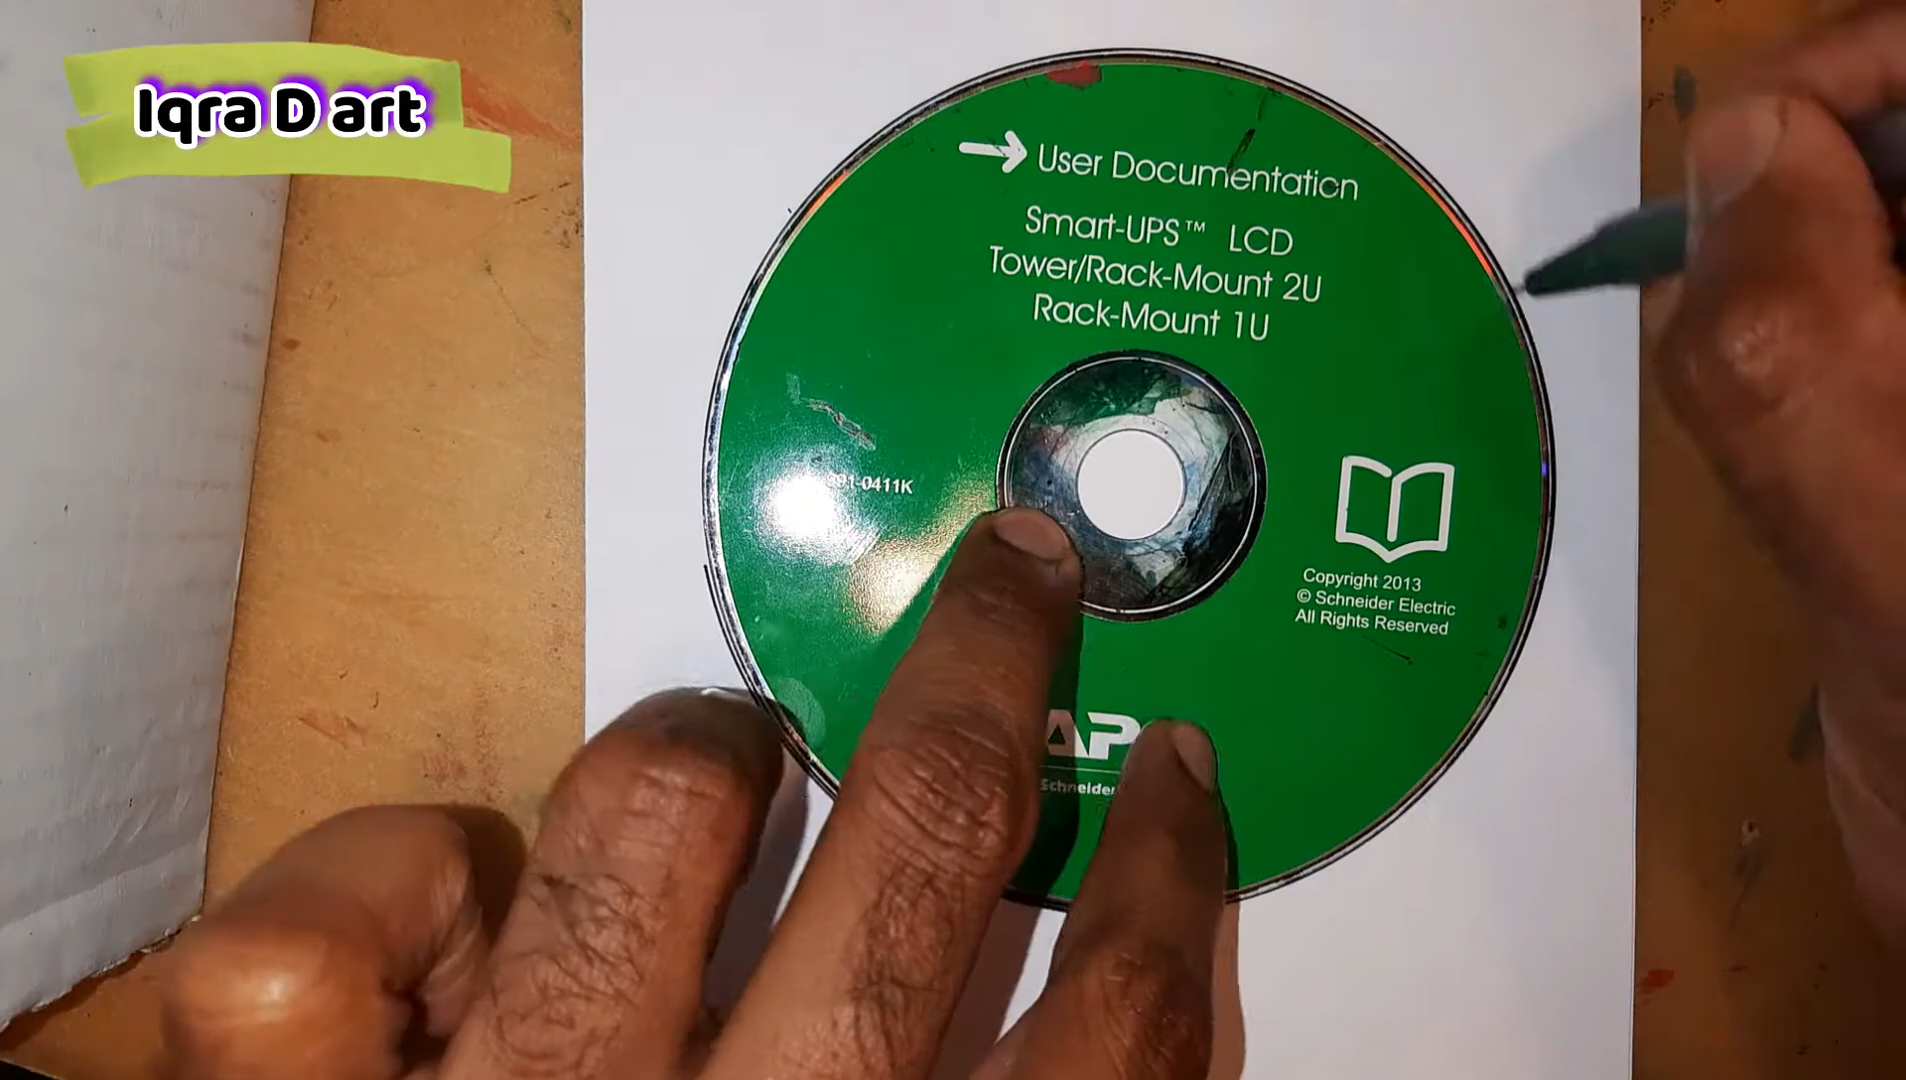 Iqra D art
User Documentation
Smart-UPS™ LCD
Tower/Rack-Mount 2U
Rack-Mount 1U
Copyright 2013
© Schneider Electric
All Rights Reserved
Schneider